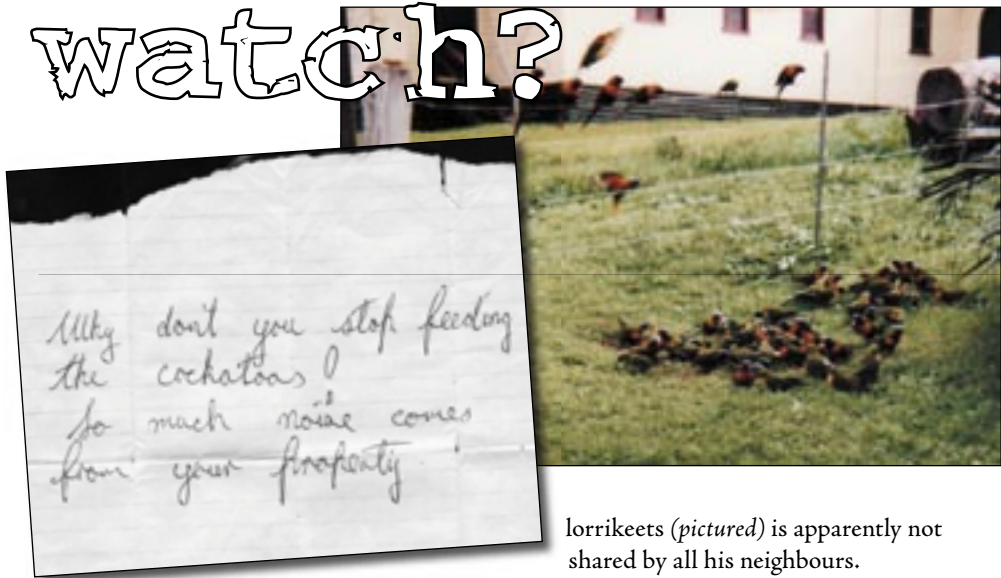 watch?
Why don't you stop feeding
the cockatoos!
So much noise comes
from your property.
lorrikeets (pictured) is apparently not
shared by all his neighbours.